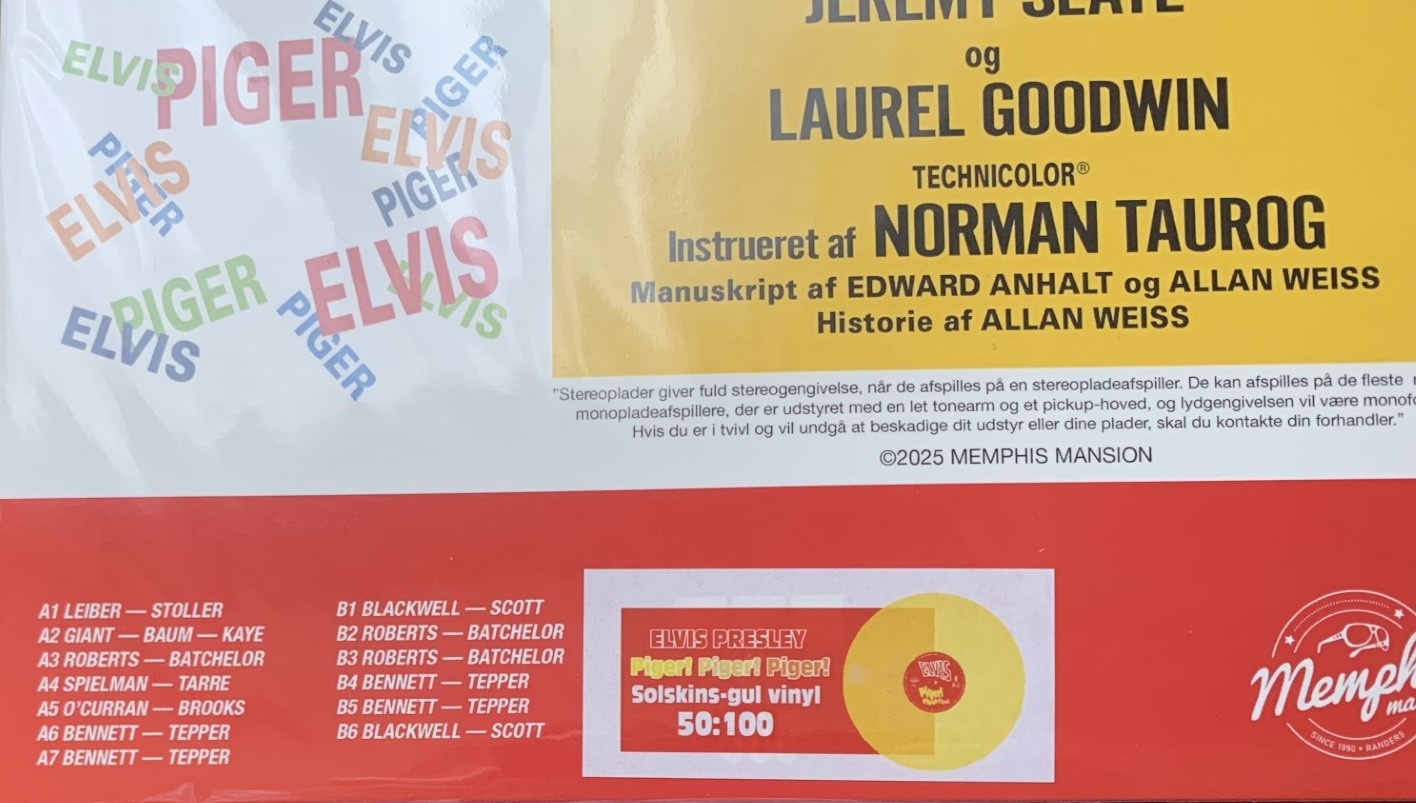 ELVIS
ELVIS
PIGER
PIGER
ELVIS
PIGER
ELVIS
PIGER
ELVIS
PIGER
ELVIS
PIGER
ELVIS
PIGER
JEREMY SLATE
og
LAUREL GOODWIN
TECHNICOLOR®
Instrueret af NORMAN TAUROG
Manuskript af EDWARD ANHALT og ALLAN WEISS
Historie af ALLAN WEISS
"Stereoplader giver fuld stereogengivelse, når de afspilles på en stereopladeafspiller. De kan afspilles på de fleste
monopladeafspillere, der er udstyret med en let tonearm og et pickup-hoved, og lydgengivelsen vil være
Hvis du er i tvivl og vil undgå at beskadige dit udstyr eller dine plader, skal du kontakte din forhandler."
©2025 MEMPHIS MANSION
A1 LEIBER — STOLLER
A2 GIANT — BAUM — KAYE
A3 ROBERTS — BATCHELOR
A4 SPIELMAN — TARRE
A5 O'CURRAN — BROOKS
A6 BENNETT — TEPPER
A7 BENNETT — TEPPER
B1 BLACKWELL — SCOTT
B2 ROBERTS — BATCHELOR
B3 ROBERTS — BATCHELOR
B4 BENNETT — TEPPER
B5 BENNETT — TEPPER
B6 BLACKWELL — SCOTT
ELVIS PRESLEY
Piger! Piger! Piger!
Solskins-gul vinyl
50:100
ELVIS
Piger!
Memph
ma
SINCE 1990 • RANDERS